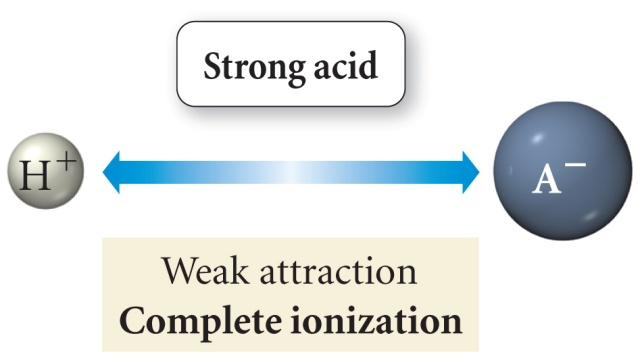 Strong acid
H⁺
A⁻
Weak attraction
Complete ionization